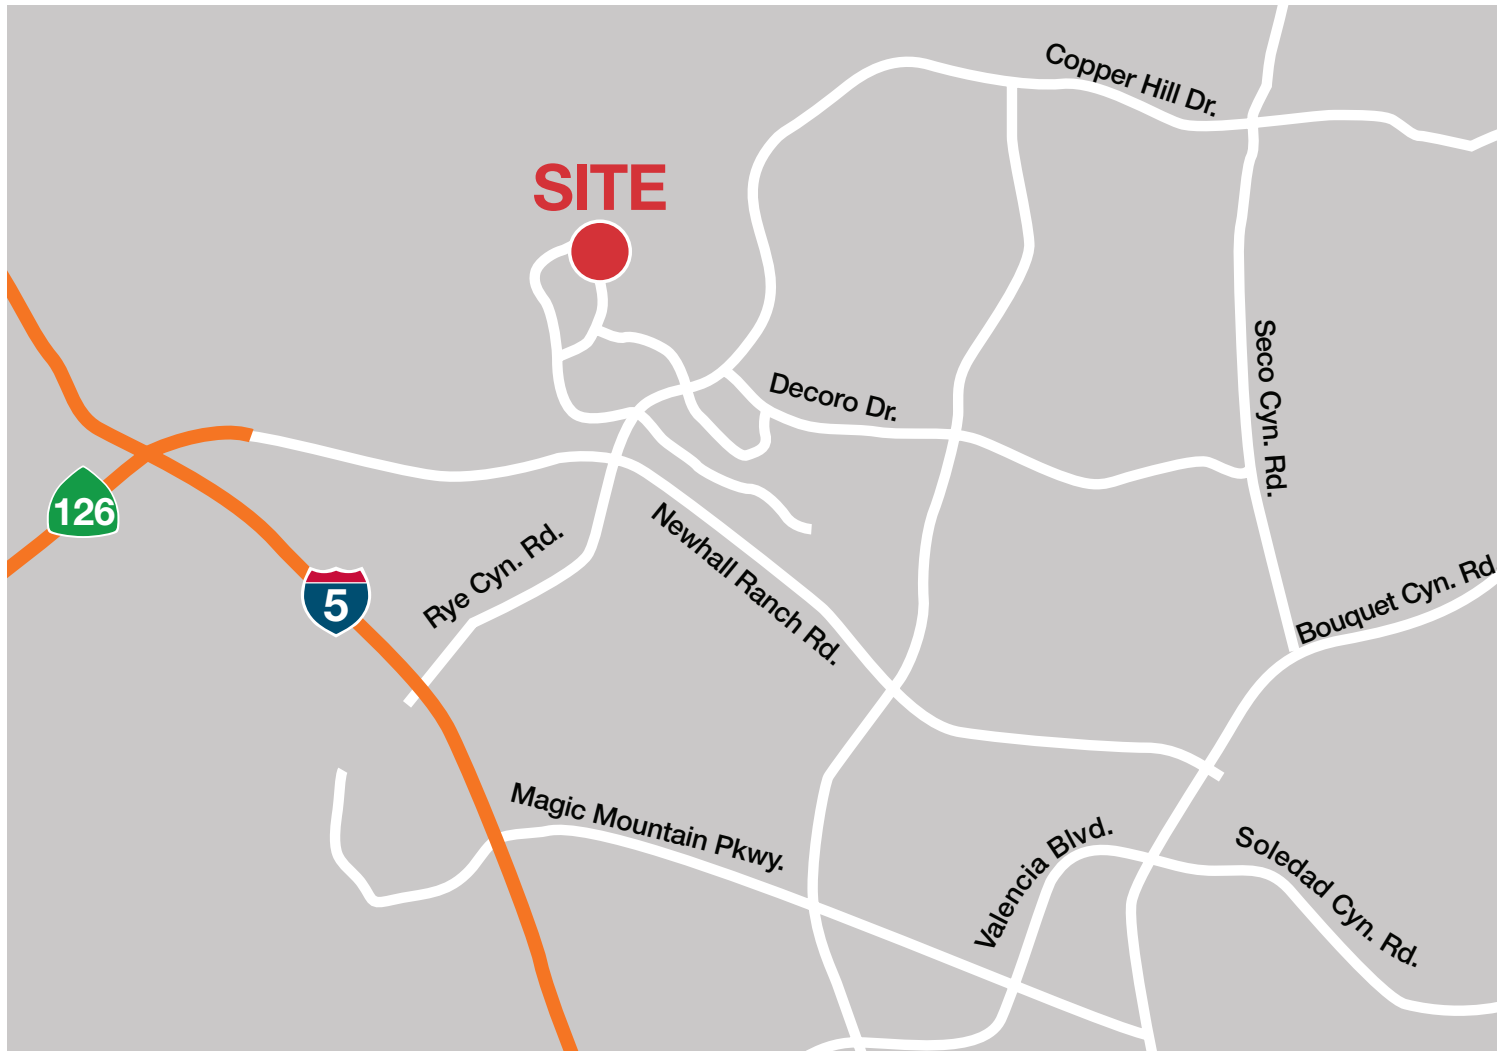 Copper Hill Dr.
SITE
Seco Cyn. Rd.
Decoro Dr.
126
5
Rye Cyn. Rd.
Newhall Ranch Rd.
Bouquet Cyn. Rd.
Magic Mountain Pkwy.
Valencia Blvd.
Soledad Cyn. Rd.